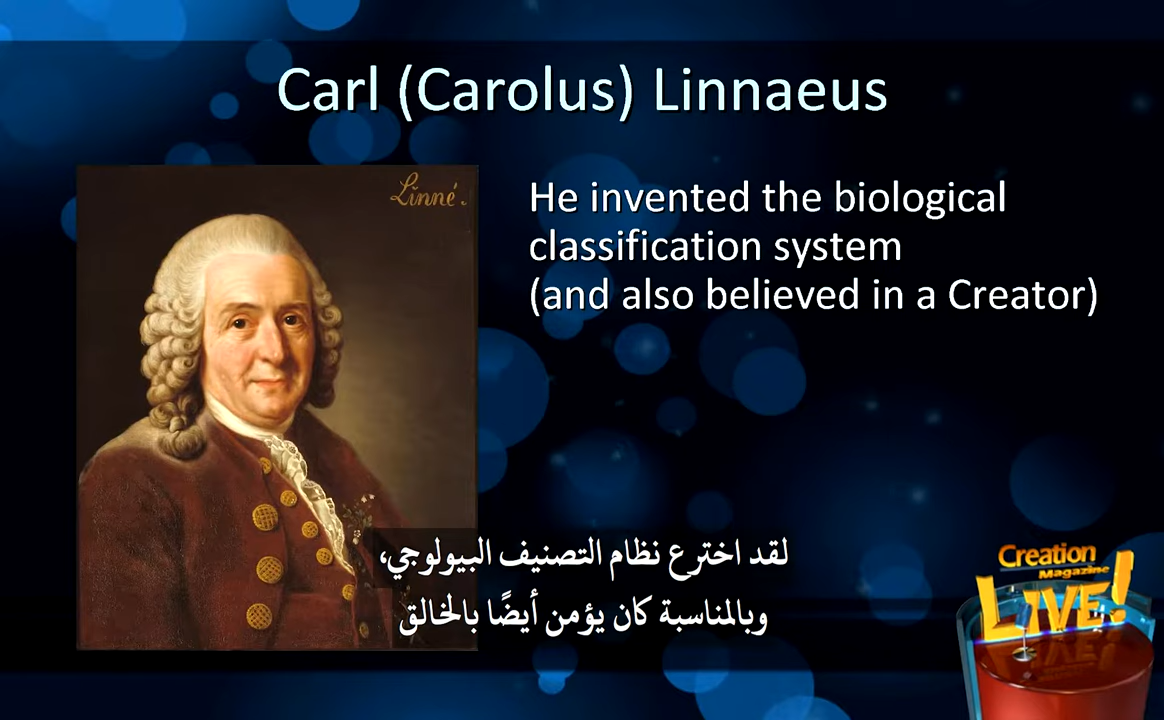 Carl (Carolus) Linnaeus
Linné.
He invented the biological
classification system
(and also believed in a Creator)
لقد اخترع نظام التصنيف البيولوجي،
وبالمناسبة كان يؤمن أيضًا بالخالق
Creation
Magazine
LIVE!